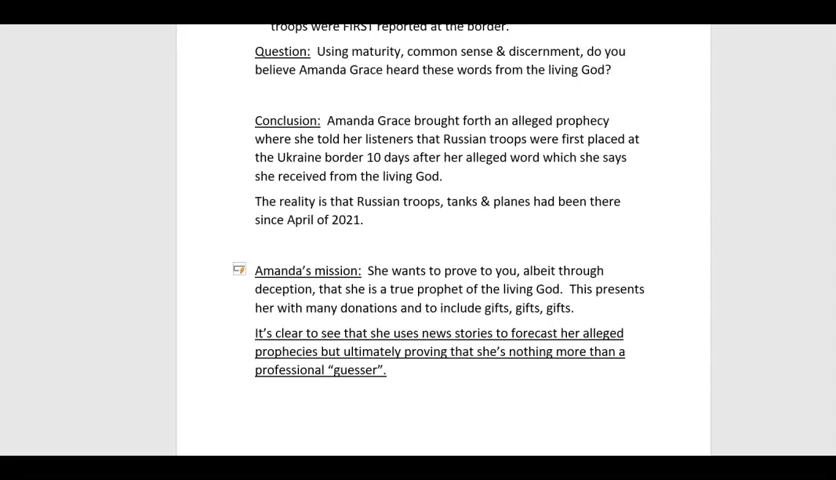 troops were FIRST reported at the border.
Question: Using maturity, common sense & discernment, do you
believe Amanda Grace heard these words from the living God?
Conclusion: Amanda Grace brought forth an alleged prophecy
where she told her listeners that Russian troops were first placed at
the Ukraine border 10 days after her alleged word which she says
she received from the living God.
The reality is that Russian troops, tanks & planes had been there
since April of 2021.
Amanda's mission: She wants to prove to you, albeit through
deception, that she is a true prophet of the living God. This presents
her with many donations and to include gifts, gifts, gifts.
It's clear to see that she uses news stories to forecast her alleged
prophecies but ultimately proving that she's nothing more than a
professional “guesser”.